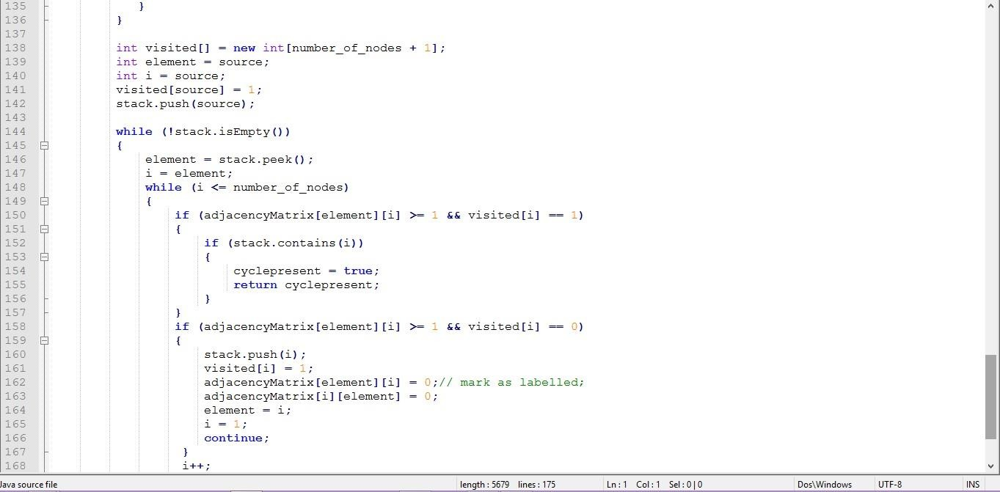 135 }
136 }
137
138 int visited[] = new int[number_of_nodes + 1];
139 int element = source;
140 int i = source;
141 visited[source] = 1;
142 stack.push(source);
143
144 while (!stack.isEmpty())
145 {
146 element = stack.peek();
147 i = element;
148 while (i <= number_of_nodes)
149 {
150 if (adjacencyMatrix[element][i] >= 1 && visited[i] == 1)
151 {
152 if (stack.contains(i))
153 {
154 cyclepresent = true;
155 return cyclepresent;
156 }
157 }
158 if (adjacencyMatrix[element][i] >= 1 && visited[i] == 0)
159 {
160 stack.push(i);
161 visited[i] = 1;
162 adjacencyMatrix[element][i] = 0;// mark as labelled;
163 adjacencyMatrix[i][element] = 0;
164 element = i;
165 i = 1;
166 continue;
167 }
168 i++;
Java source file length : 5679 lines : 175 Ln : 1 Col : 1 Sel : 0 | 0 Dos\Windows UTF-8 INS